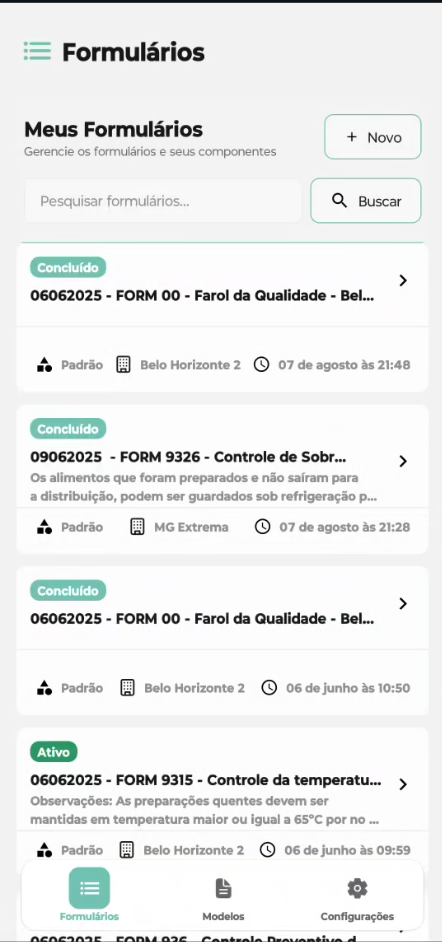 Formulários
Meus Formulários
Gerencie os formulários e seus componentes
+ Novo
Pesquisar formulários...
Buscar
Concluído
06062025 - FORM 00 - Farol da Qualidade - Bel...
Padrão Belo Horizonte 2 07 de agosto às 21:48
Concluído
09062025 - FORM 9326 - Controle de Sobr...
Os alimentos que foram preparados e não saíram para
a distribuição, podem ser guardados sob refrigeração p...
Padrão MG Extrema 07 de agosto às 21:28
Concluído
06062025 - FORM 00 - Farol da Qualidade - Bel...
Padrão Belo Horizonte 2 06 de junho às 10:50
Ativo
06062025 - FORM 9315 - Controle da temperatu...
Observações: As preparações quentes devem ser
mantidas em temperatura maior ou igual a 65°C por no ...
Padrão Belo Horizonte 2 06 de junho às 09:59
Formulários
Modelos
Configurações
06062025 - FORM 936 - Controle Preventivo d